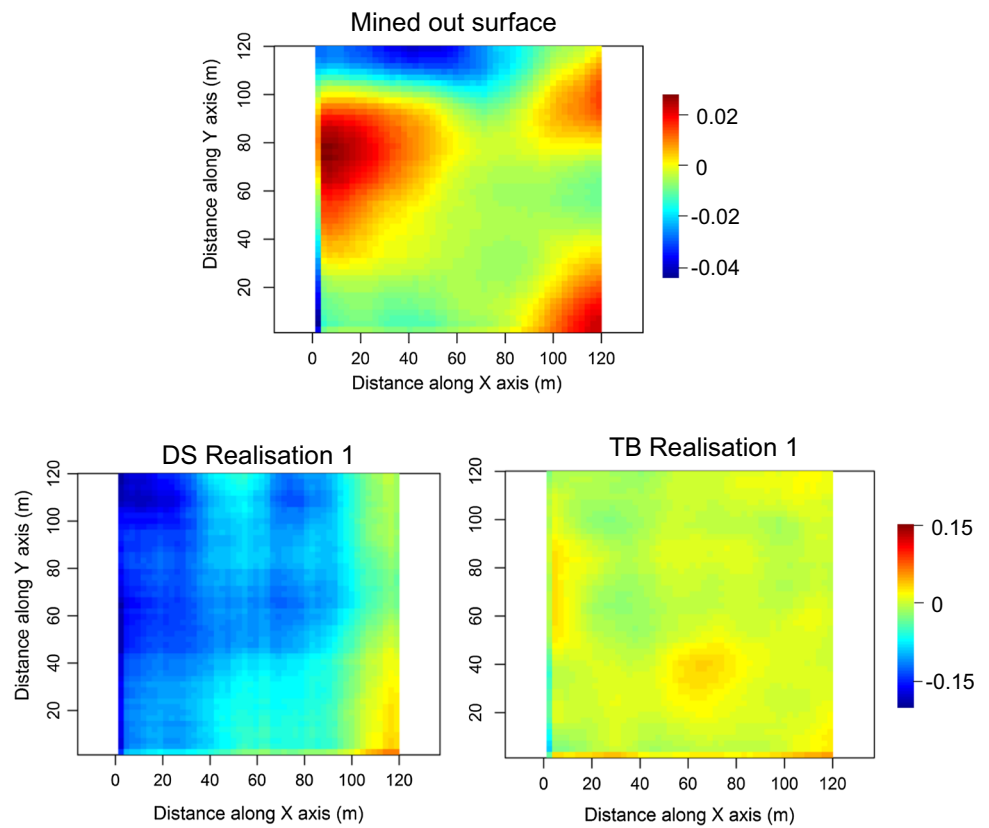 Mined out surface
120
100
80
60
40
20
Distance along Y axis (m)
0 20 40 60 80 100 120
Distance along X axis (m)
0.02
0
-0.02
-0.04
DS Realisation 1
120
100
80
60
40
20
Distance along Y axis (m)
0 20 40 60 80 100 120
Distance along X axis (m)
TB Realisation 1
120
100
80
60
40
20
0 20 40 60 80 100 120
Distance along X axis (m)
0.15
0
-0.15